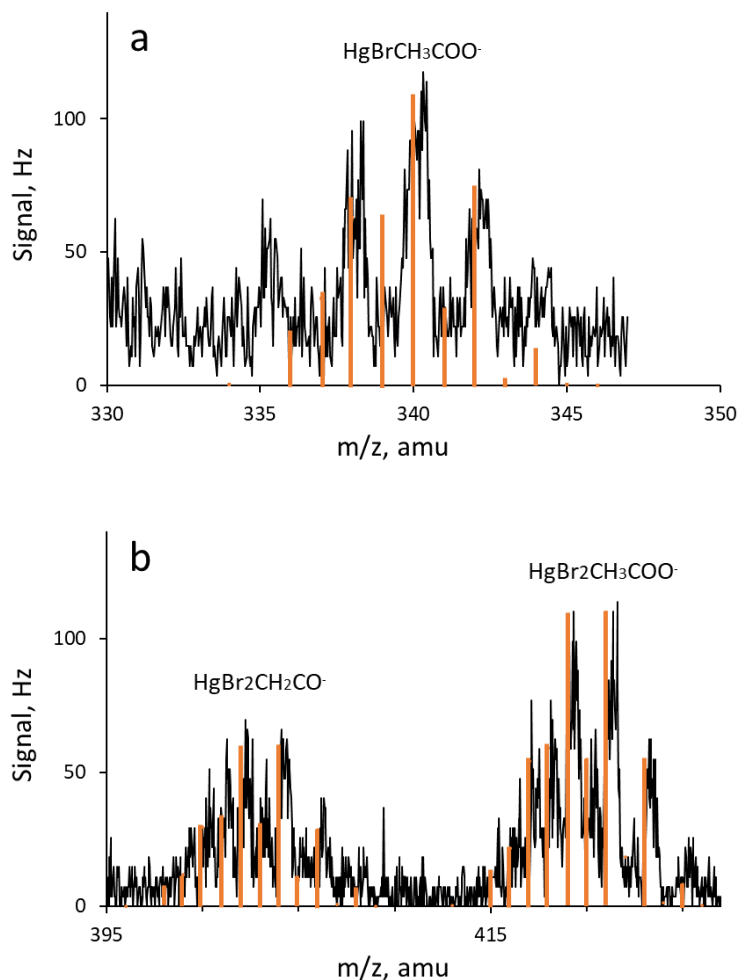 a
HgBrCH3COO-
100
50
0
Signal, Hz
330
335
340
345
350
m/z, amu
b
HgBr2CH3COO-
HgBr2CH2CO-
100
50
0
Signal, Hz
395
415
m/z, amu